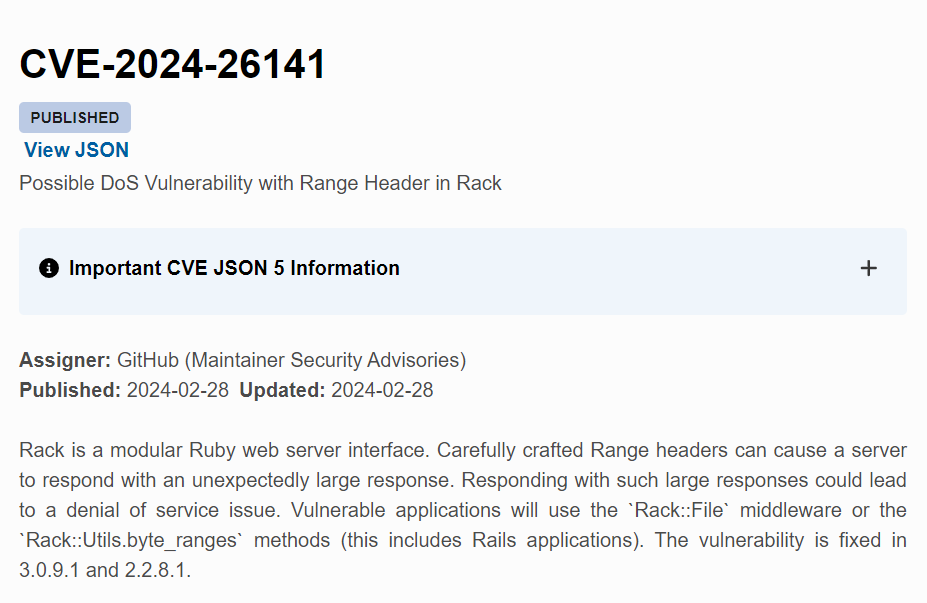 CVE-2024-26141
PUBLISHED
View JSON
Possible DoS Vulnerability with Range Header in Rack
Important CVE JSON 5 Information
Assigner: GitHub (Maintainer Security Advisories)
Published: 2024-02-28 Updated: 2024-02-28
Rack is a modular Ruby web server interface. Carefully crafted Range headers can cause a server
to respond with an unexpectedly large response. Responding with such large responses could lead
to a denial of service issue. Vulnerable applications will use the `Rack::File` middleware or the
`Rack::Utils.byte_ranges` methods (this includes Rails applications). The vulnerability is fixed in
3.0.9.1 and 2.2.8.1.